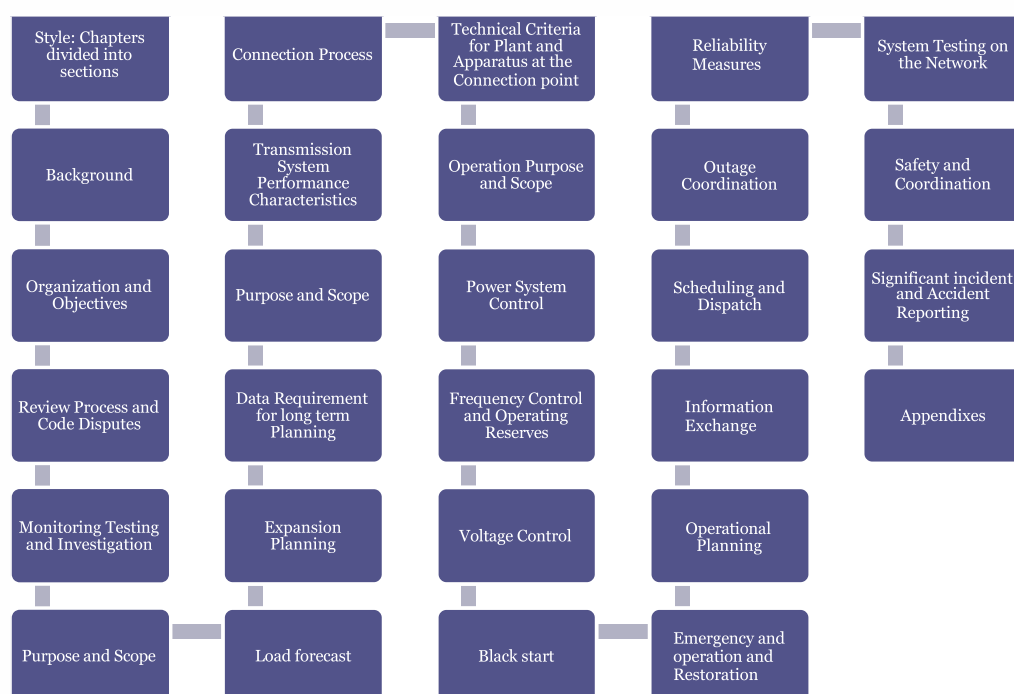 Style: Chapters
divided into
sections
Background
Organization and
Objectives
Review Process and
Code Disputes
Monitoring Testing
and Investigation
Purpose and Scope
Load forecast
Expansion
Planning
Data Requirement
for long term
Planning
Purpose and Scope
Transmission
System
Performance
Characteristics
Connection Process
Technical Criteria
for Plant and
Apparatus at the
Connection point
Operation Purpose
and Scope
Power System
Control
Frequency Control
and Operating
Reserves
Voltage Control
Black start
Emergency and
operation and
Restoration
Operational
Planning
Information
Exchange
Scheduling and
Dispatch
Outage
Coordination
Reliability
Measures
System Testing on
the Network
Safety and
Coordination
Significant incident
and Accident
Reporting
Appendixes